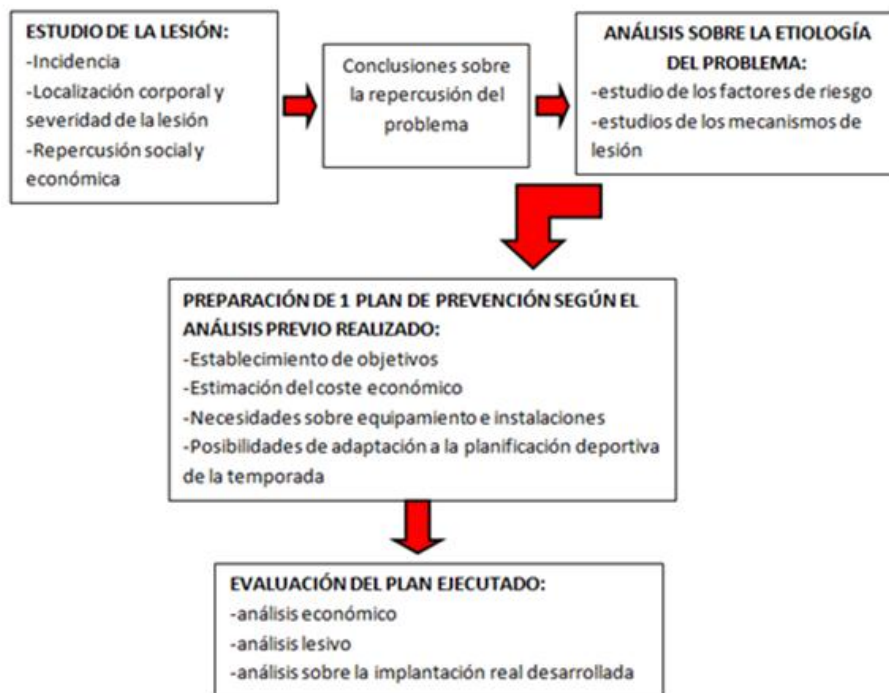 ESTUDIO DE LA LESIÓN:
-Incidencia
-Localización corporal y
severidad de la lesión
-Repercusión social y
económica
Conclusiones sobre
la repercusión del
problema
ANÁLISIS SOBRE LA ETIOLOGÍA
DEL PROBLEMA:
-estudio de los factores de riesgo
-estudios de los mecanismos de
lesión
PREPARACIÓN DE 1 PLAN DE PREVENCIÓN SEGÚN EL
ANÁLISIS PREVIO REALIZADO:
-Establecimiento de objetivos
-Estimación del coste económico
-Necesidades sobre equipamiento e instalaciones
-Posibilidades de adaptación a la planificación deportiva
de la temporada
EVALUACIÓN DEL PLAN EJECUTADO:
-análisis económico
-análisis lesivo
-análisis sobre la implantación real desarrollada